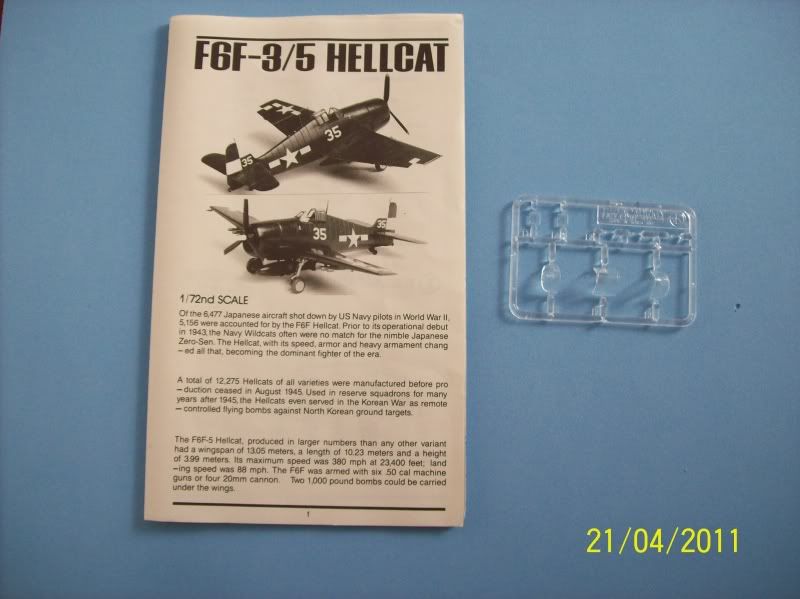 F6F-3/5 HELLCAT
35
35
35
35
1/72nd SCALE
Of the 6,477 Japanese aircraft shot down by US Navy pilots in World War II,
5,156 were accounted for by the F6F Hellcat. Prior to its operational debut
in 1943, the Navy Wildcats often were no match for the nimble Japanese
Zero-Sen. The Hellcat, with its speed, armor and heavy armament chang
-ed all that, becoming the dominant fighter of the era.
A total of 12,275 Hellcats of all varieties were manufactured before pro
-duction ceased in August 1945. Used in reserve squadrons for many
years after 1945, the Hellcats even served in the Korean War as remote
-controlled flying bombs against North Korean ground targets.
The F6F-5 Hellcat, produced in larger numbers than any other variant
had a wingspan of 13.05 meters, a length of 10.23 meters and a height
of 3.99 meters. Its maximum speed was 380 mph at 23,400 feet; land
-ing speed was 88 mph. The F6F was armed with six .50 cal machine
guns or four 20mm cannon. Two 1,000 pound bombs could be carried
under the wings.
1
21/04/2011